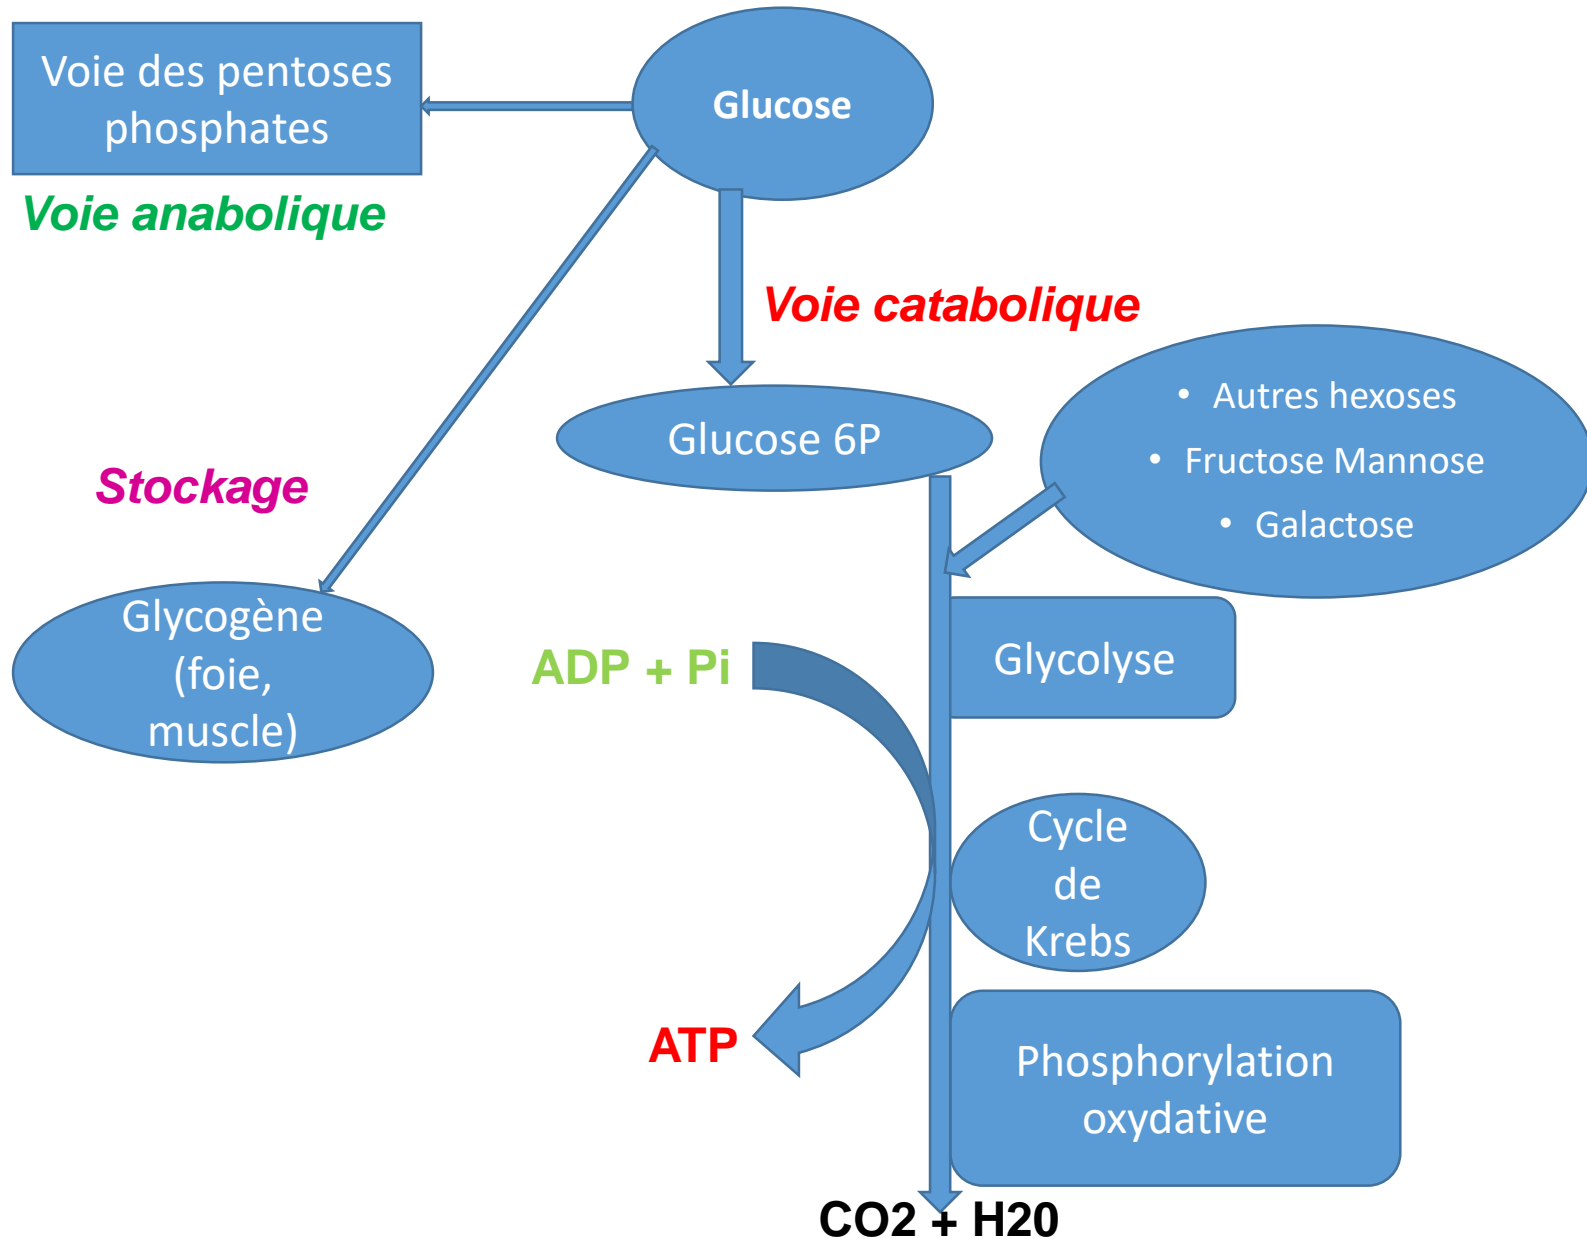 Voie des pentoses
phosphates
Glucose
Voie anabolique
Voie catabolique
• Autres hexoses
• Fructose Mannose
• Galactose
Glucose 6P
Stockage
Glycogène
(foie,
muscle)
ADP + Pi
Glycolyse
Cycle
de
Krebs
ATP
Phosphorylation
oxydative
CO2 + H20